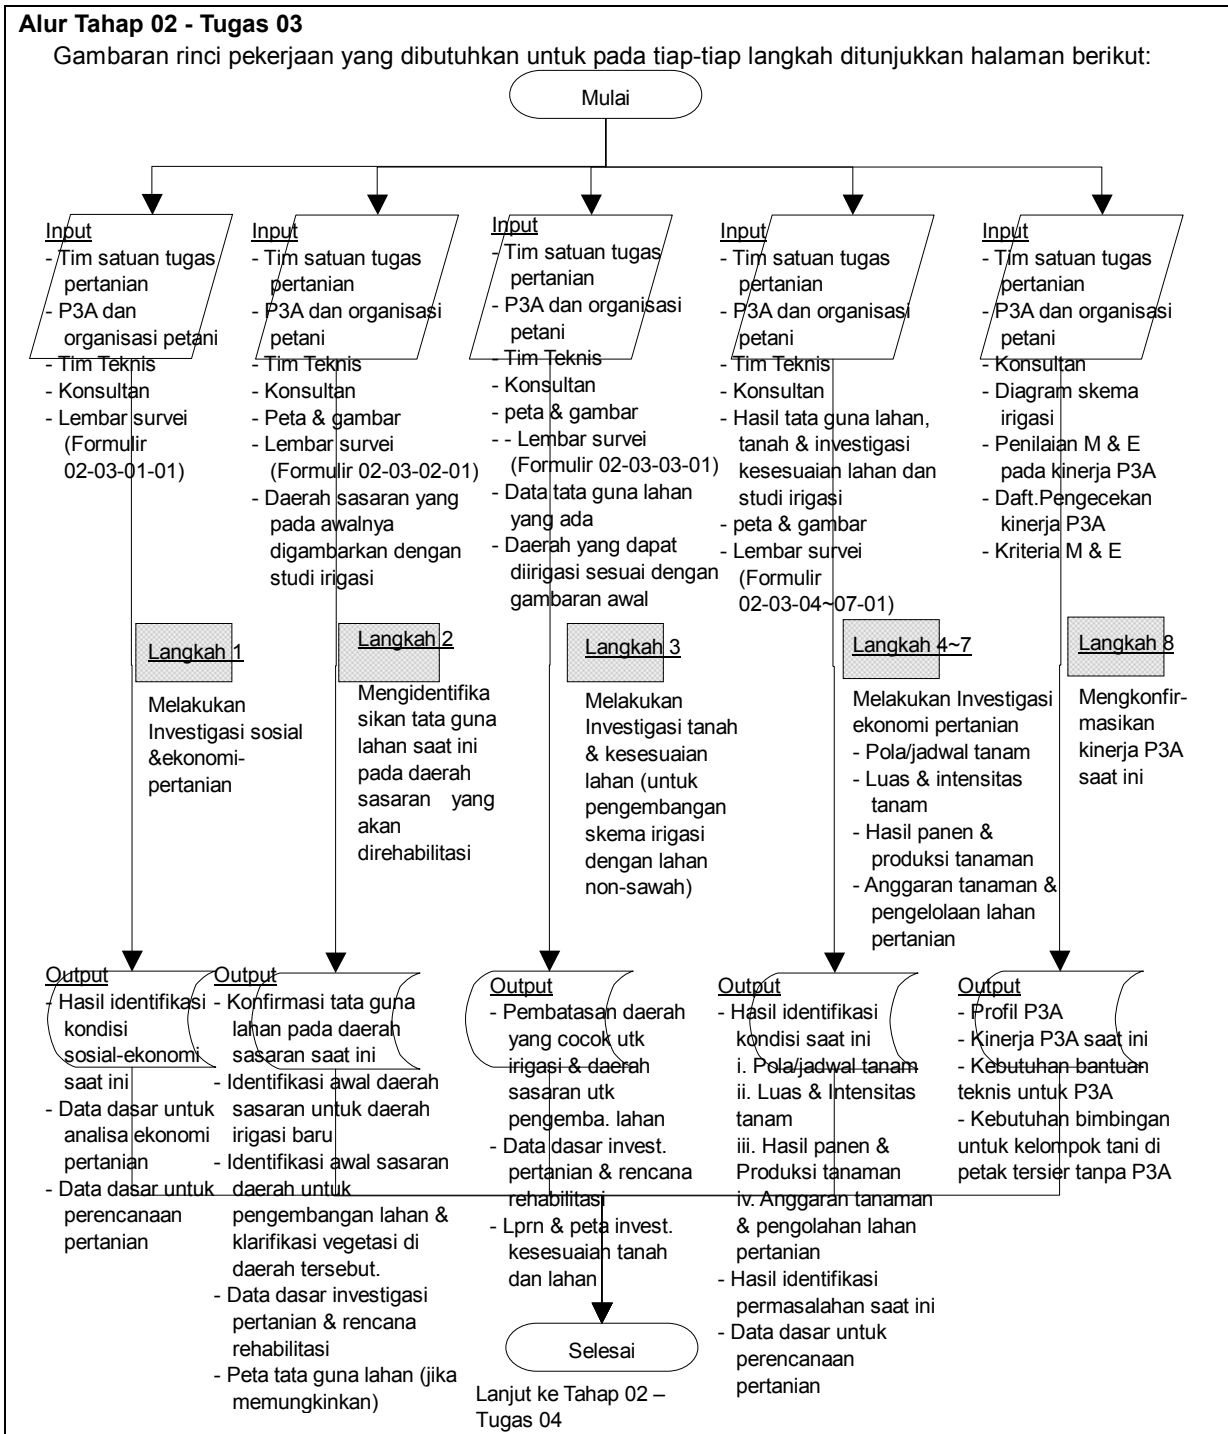 Alur Tahap 02 - Tugas 03
Gambaran rinci pekerjaan yang dibutuhkan untuk pada tiap-tiap langkah ditunjukkan halaman berikut:
Mulai
Input
- Tim satuan tugas
pertanian
- P3A dan
organisasi petani
- Tim Teknis
- Konsultan
- Lembar survei
(Formulir
02-03-01-01)
Input
- Tim satuan tugas
pertanian
- P3A dan organisasi
petani
- Tim Teknis
- Konsultan
- Peta & gambar
- Lembar survei
(Formulir 02-03-02-01)
- Daerah sasaran yang
pada awalnya
digambarkan dengan
studi irigasi
Input
- Tim satuan tugas
pertanian
- P3A dan organisasi
petani
- Tim Teknis
- Konsultan
- peta & gambar
- - Lembar survei
(Formulir 02-03-03-01)
- Data tata guna lahan
yang ada
- Daerah yang dapat
diirigasi sesuai dengan
gambaran awal
Input
- Tim satuan tugas
pertanian
- P3A dan organisasi
petani
- Tim Teknis
- Konsultan
- Hasil tata guna lahan,
tanah & investigasi
kesesuaian lahan dan
studi irigasi
- peta & gambar
- Lembar survei
(Formulir
02-03-04~07-01)
Input
- Tim satuan tugas
pertanian
- P3A dan organisasi
petani
- Konsultan
- Diagram skema
irigasi
- Penilaian M & E
pada kinerja P3A
- Daft.Pengecekan
kinerja P3A
- Kriteria M & E
Langkah 1
Melakukan
Investigasi sosial
&ekonomi-
pertanian
Langkah 2
Mengidentifika
sikan tata guna
lahan saat ini
pada daerah
sasaran yang
akan
direhabilitasi
Langkah 3
Melakukan
Investigasi tanah
& kesesuaian
lahan (untuk
pengembangan
skema irigasi
dengan lahan
non-sawah)
Langkah 4~7
Melakukan Investigasi
ekonomi pertanian
- Pola/jadwal tanam
- Luas & intensitas
tanam
- Hasil panen &
produksi tanaman
- Anggaran tanaman &
pengelolaan lahan
pertanian
Langkah 8
Mengkonfir-
masikan
kinerja P3A
saat ini
Output
- Hasil identifikasi
kondisi
sosial-ekonomi
saat ini
- Data dasar untuk
analisa ekonomi
pertanian
- Data dasar untuk
perencanaan
pertanian
Output
- Konfirmasi tata guna
lahan pada daerah
sasaran saat ini
- Identifikasi awal daerah
sasaran untuk daerah
irigasi baru
- Identifikasi awal sasaran
daerah untuk
pengembangan lahan &
klarifikasi vegetasi di
daerah tersebut.
- Data dasar investigasi
pertanian & rencana
rehabilitasi
- Peta tata guna lahan (jika
memungkinkan)
Output
- Pembatasan daerah
yang cocok utk
irigasi & daerah
sasaran utk
pengemba. lahan
- Data dasar invest.
pertanian & rencana
rehabilitasi
- Lprn & peta invest.
kesesuaian tanah
dan lahan
Output
- Hasil identifikasi
kondisi saat ini
i. Pola/jadwal tanam
ii. Luas & Intensitas
tanam
iii. Hasil panen &
Produksi tanaman
iv. Anggaran tanaman
& pengolahan lahan
pertanian
- Hasil identifikasi
permasalahan saat ini
- Data dasar untuk
perencanaan
pertanian
Output
- Profil P3A
- Kinerja P3A saat ini
- Kebutuhan bantuan
teknis untuk P3A
- Kebutuhan bimbingan
untuk kelompok tani di
petak tersier tanpa P3A
Selesai
Lanjut ke Tahap 02 –
Tugas 04